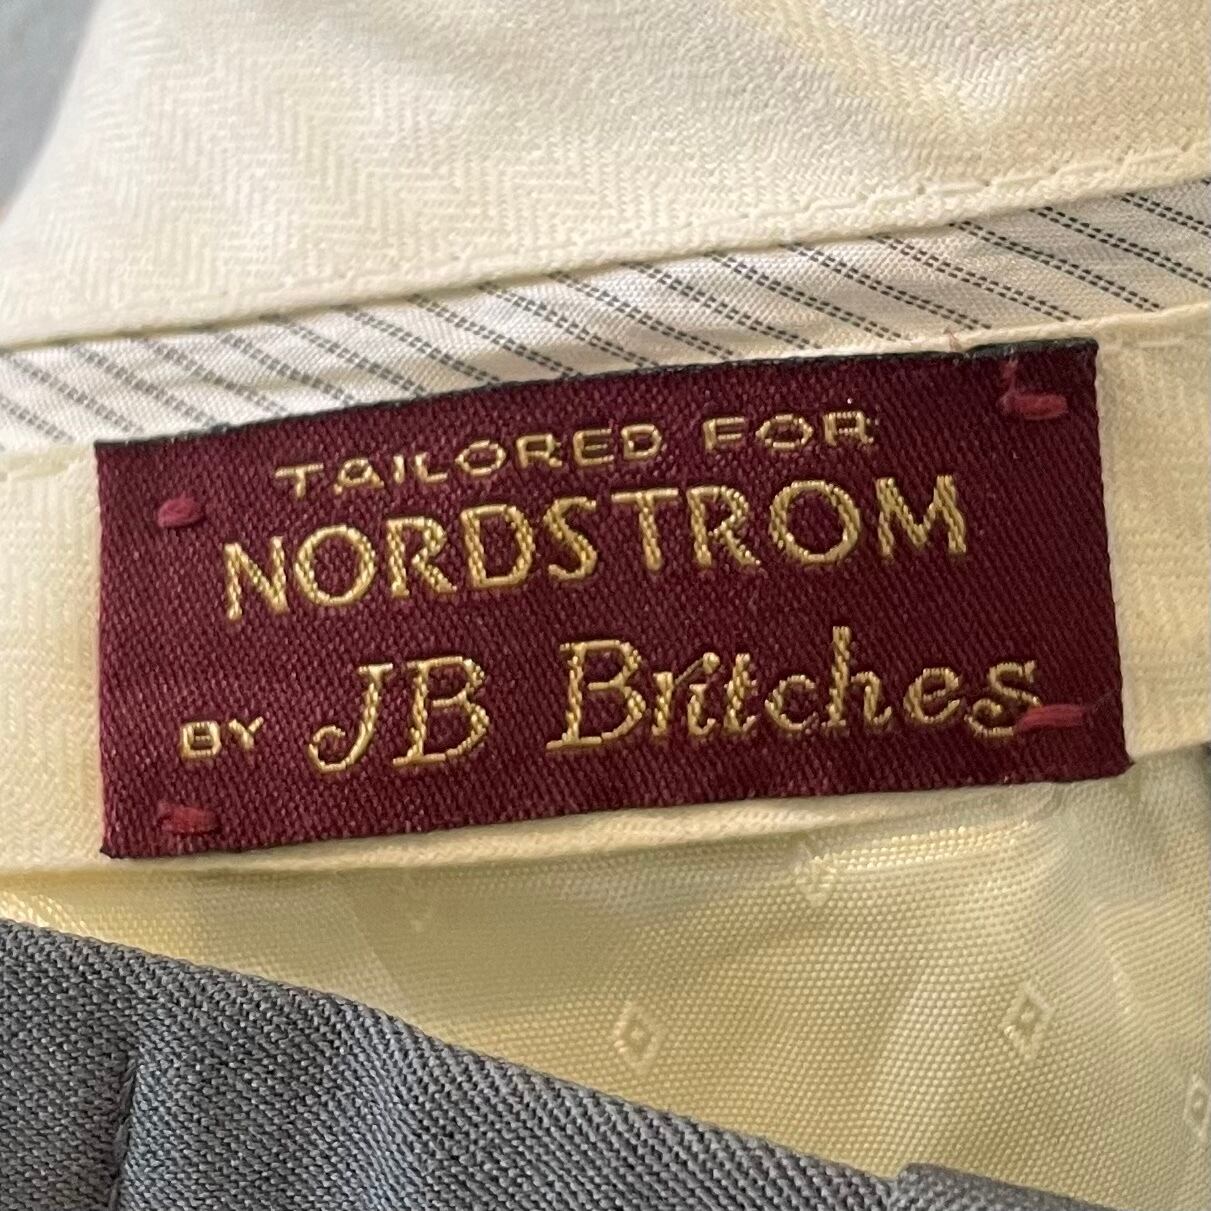 TAILORED FOR
NORDSTROM
BY JB Britches